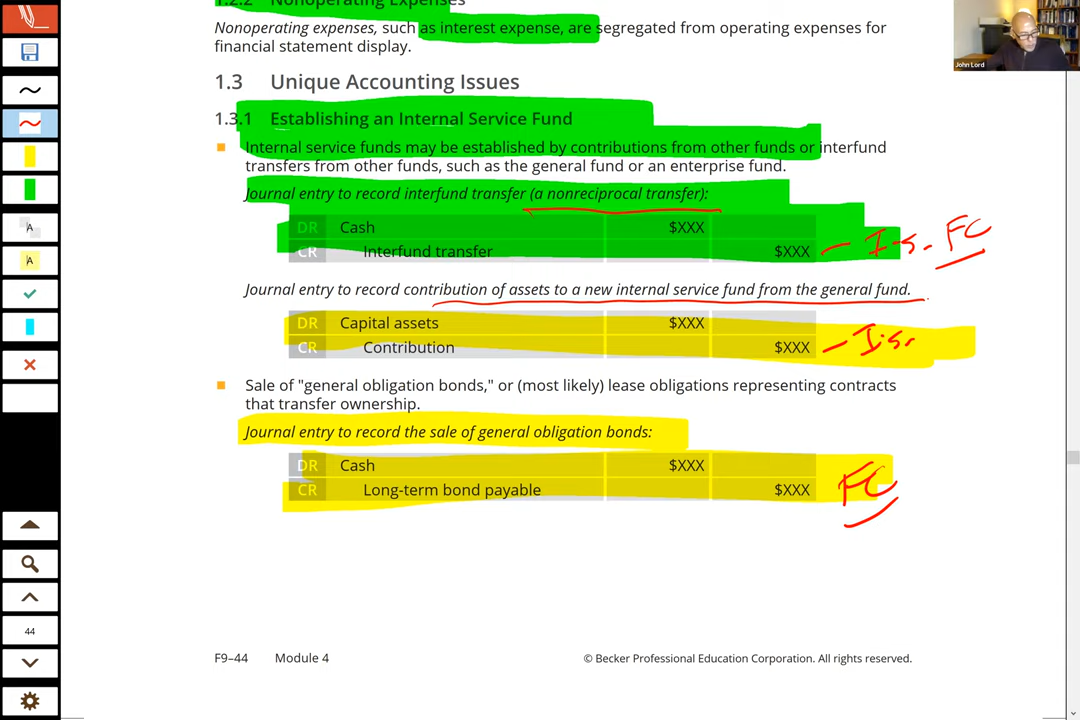 1.2.2 Nonoperating Expenses
Nonoperating expenses, such as interest expense, are segregated from operating expenses for
financial statement display.
John Lord
1.3 Unique Accounting Issues
1.3.1 Establishing an Internal Service Fund
Internal service funds may be established by contributions from other funds or interfund
transfers from other funds, such as the general fund or an enterprise fund.
Journal entry to record interfund transfer (a nonreciprocal transfer):
DR Cash $XXX
CR Interfund transfer $XXX – I.S. FC
Journal entry to record contribution of assets to a new internal service fund from the general fund.
DR Capital assets $XXX
CR Contribution $XXX – I.S.
Sale of "general obligation bonds," or (most likely) lease obligations representing contracts
that transfer ownership.
Journal entry to record the sale of general obligation bonds:
DR Cash $XXX
CR Long-term bond payable $XXX FC
A
A
44
F9–44 Module 4 © Becker Professional Education Corporation. All rights reserved.